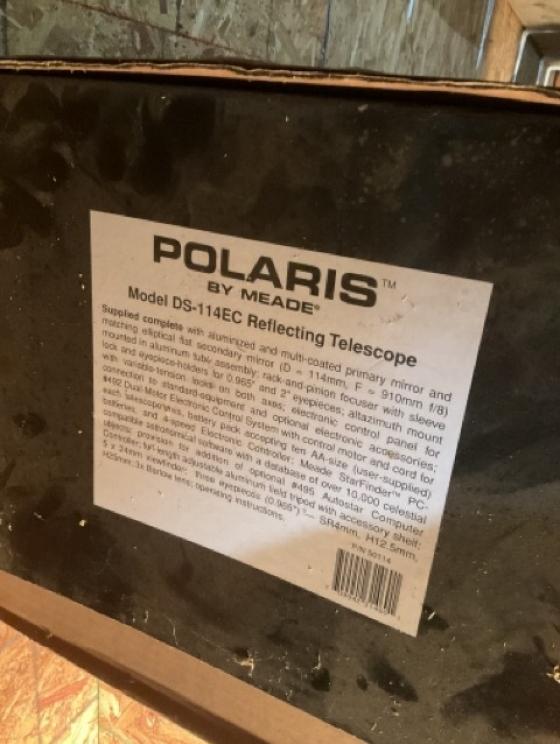 POLARIS™
BY MEADE®
Model DS-114EC Reflecting Telescope
Supplied complete with aluminized and multi-coated primary mirror and
matching elliptical flat secondary mirror (D = 114mm, F = 910mm f/8)
mounted in aluminum tube assembly; rack-and-pinion focuser with sleeve
lock and eyepiece-holders for 0.965" and 2" eyepieces; altazimuth mount
with variable-tension locks on both axes; electronic control panel for
connection to standard-equipment and optional electronic accessories;
#492 Dual-Motor Electronic Control System with control motor and cord for
each telescope axis, battery pack accepting ten AA-size (user-supplied)
batteries, and 4-speed Electronic Controller; Meade StarFinder™ PC-
compatible astronomical software with a database of over 10,000 celestial
objects; provision for addition of optional #495 Autostar Computer
Controller; full-length adjustable aluminum field tripod with accessory shelf;
5 x 24mm viewfinder; three eyepieces (0.965") — SR4mm, H12.5mm,
H25mm; 3x Barlow lens; operating instructions.
P/N 50114